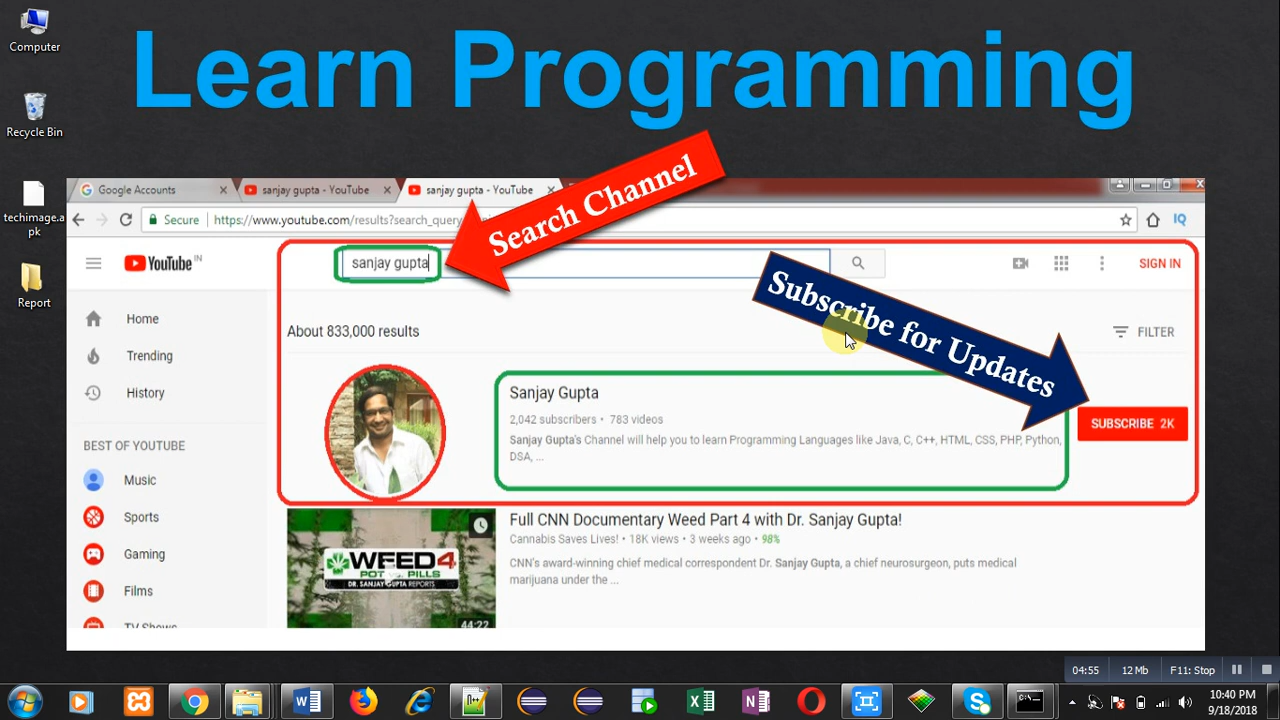 Learn Programming
Computer
Recycle Bin
techimage.a
pk
Report
Google Accounts
sanjay gupta - YouTube
sanjay gupta - YouTube
Secure
https://www.youtube.com/results?search_query
IQ
Search Channel
YouTube IN
sanjay gupta
SIGN IN
Subscribe for Updates
Home
Trending
History
BEST OF YOUTUBE
Music
Sports
Gaming
Films
TV Shows
About 833,000 results
FILTER
Sanjay Gupta
2,042 subscribers • 783 videos
Sanjay Gupta's Channel will help you to learn Programming Languages like Java, C, C++, HTML, CSS, PHP, Python,
DSA, ...
SUBSCRIBE 2K
WEED4
POT vs. PILLS
DR. SANJAY GUPTA REPORTS
44:22
Full CNN Documentary Weed Part 4 with Dr. Sanjay Gupta!
Cannabis Saves Lives! • 18K views • 3 weeks ago • 98%
CNN's award-winning chief medical correspondent Dr. Sanjay Gupta, a chief neurosurgeon, puts medical
marijuana under the ...
04:55
12 Mb
F11: Stop
10:40 PM
9/18/2018